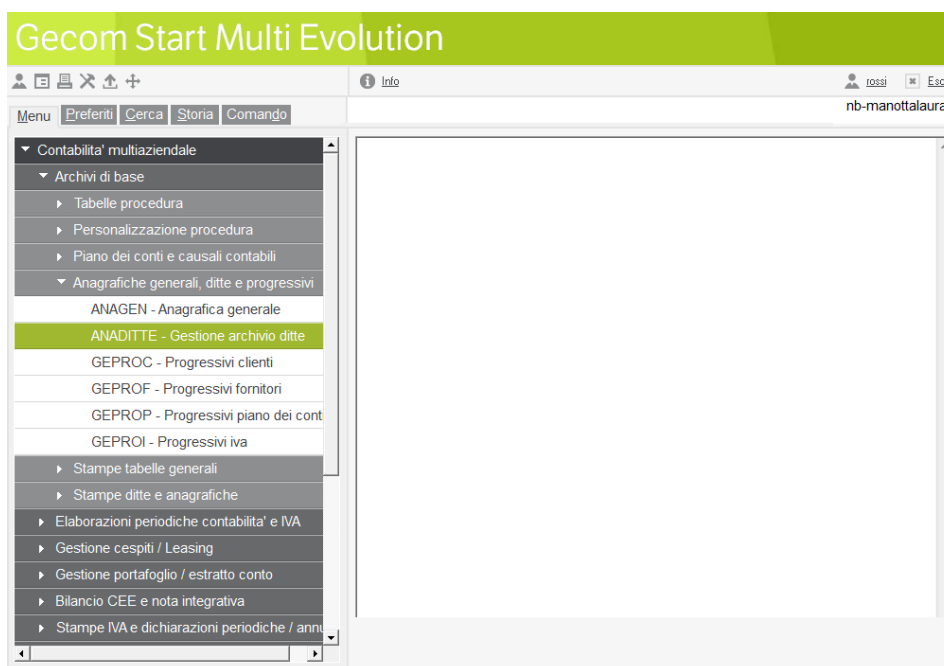 Gecom Start Multi Evolution
Info
rossi
Esc
Menu Preferiti Cerca Storia Comando
nb-manottalaura
Contabilita' multiaziendale
Archivi di base
Tabelle procedura
Personalizzazione procedura
Piano dei conti e causali contabili
Anagrafiche generali, ditte e progressivi
ANAGEN - Anagrafica generale
ANADITTE - Gestione archivio ditte
GEPROC - Progressivi clienti
GEPROF - Progressivi fornitori
GEPROP - Progressivi piano dei cont
GEPROI - Progressivi iva
Stampe tabelle generali
Stampe ditte e anagrafiche
Elaborazioni periodiche contabilita' e IVA
Gestione cespiti / Leasing
Gestione portafoglio / estratto conto
Bilancio CEE e nota integrativa
Stampe IVA e dichiarazioni periodiche / annu